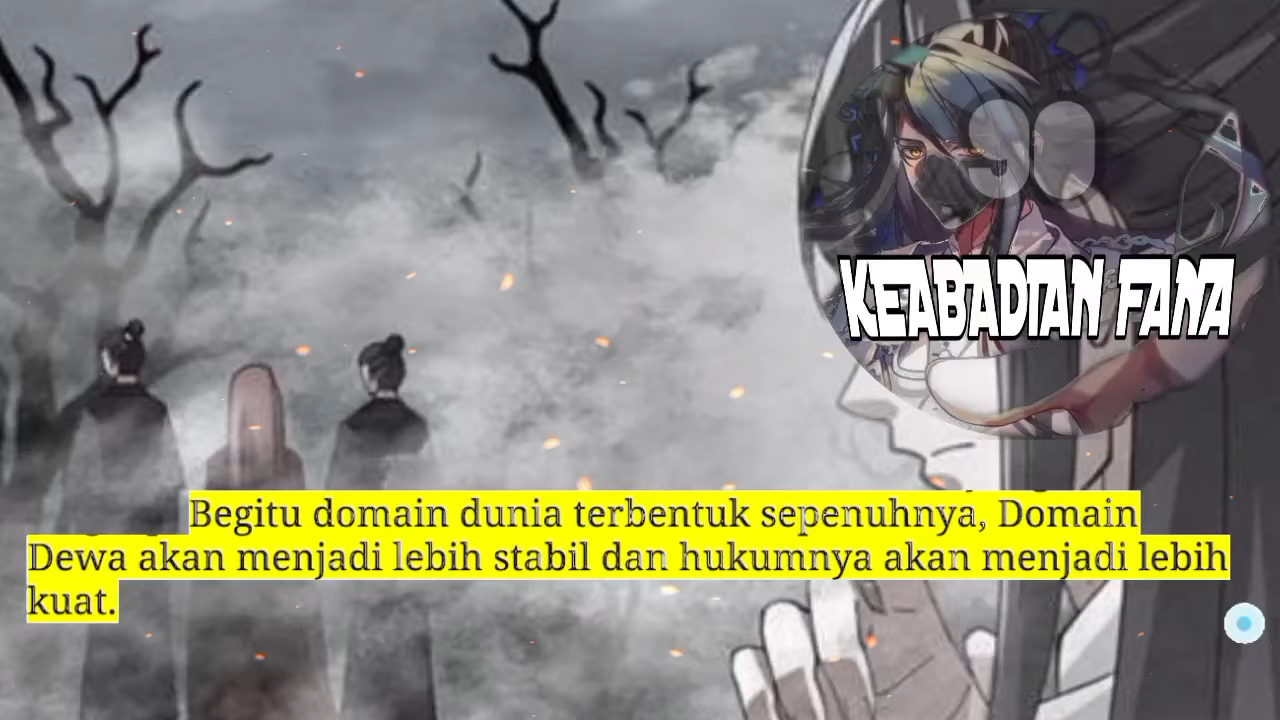 KEABADIAN FANA
Begitu domain dunia terbentuk sepenuhnya, Domain
Dewa akan menjadi lebih stabil dan hukumnya akan menjadi lebih
kuat.